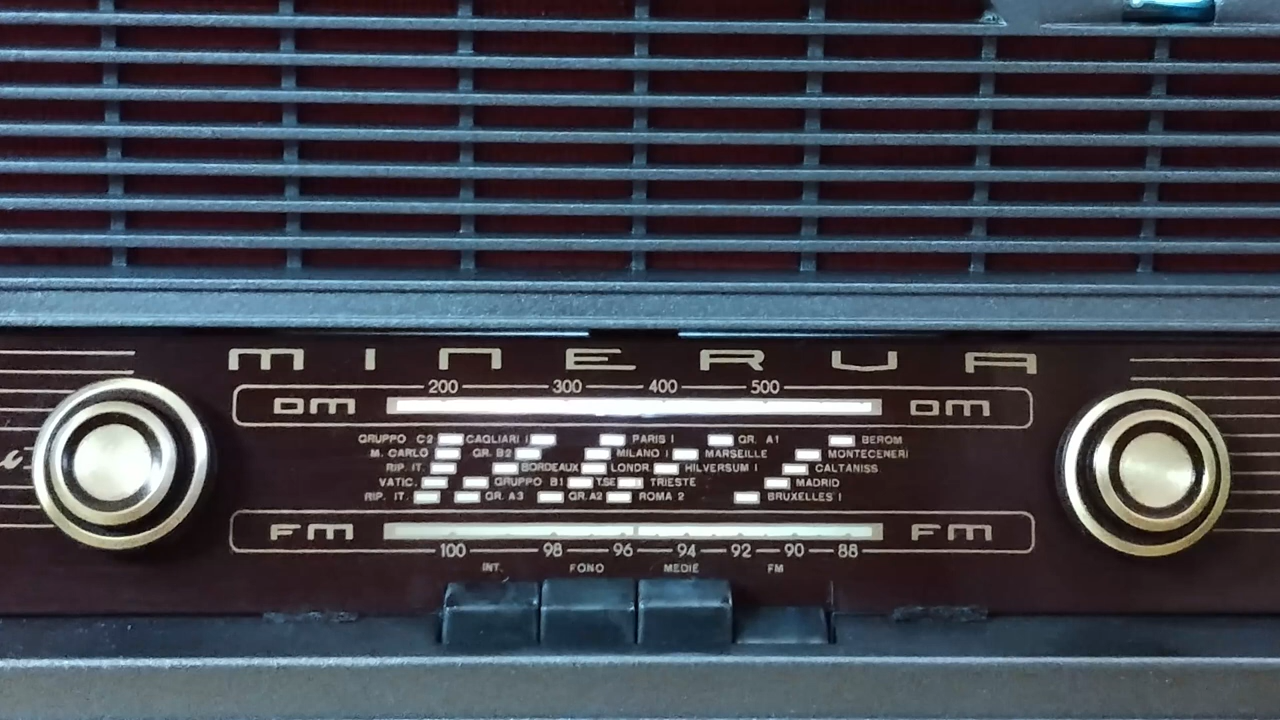 MINERVA
200 300 400 500
OM OM
GRUPPO C2 CAGLIARI I PARIS I GR. A1 BEROM
M. CARLO GR. B2 MILANO I MARSEILLE MONTECENERI
RIP. IT. BORDEAUX LONDR. HILVERSUM I CALTANISS
VATIC. GRUPPO B1 T.SE TRIESTE MADRID
RIP. IT. GR. A3 GR. A2 ROMA 2 BRUXELLES I
FM FM
100 98 96 94 92 90 88
INT. FONO MEDIE FM